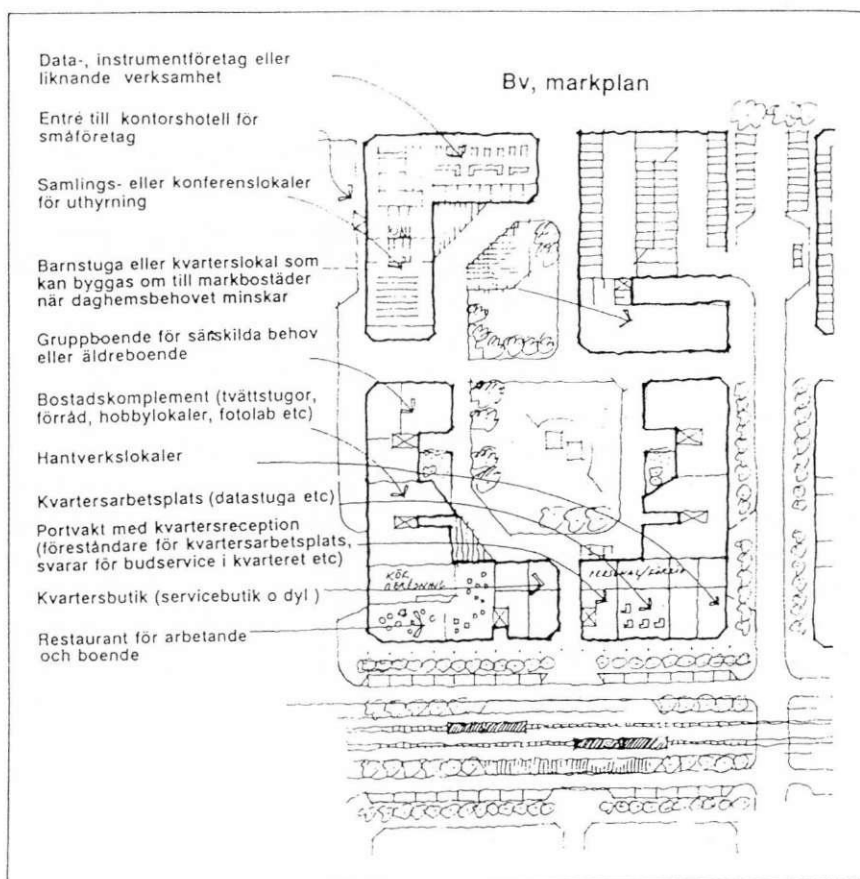 Data-, instrumentföretag eller
liknande verksamhet
Bv, markplan
Entré till kontorshotell för
småföretag
Samlings- eller konferenslokaler
för uthyrning
Barnstuga eller kvarterslokal som
kan byggas om till markbostäder
när daghemsbehovet minskar
Gruppboende för särskilda behov
eller äldreboende
Bostadskomplement (tvättstugor,
förråd, hobbylokaler, fotolab etc)
Hantverkslokaler
Kvartersarbetsplats (datastuga etc)
Portvakt med kvartersreception
(föreståndare för kvartersarbetsplats,
svarar för budservice i kvarteret etc)
Kvartersbutik (servicebutik o dyl )
Restaurant för arbetande
och boende
KÖK